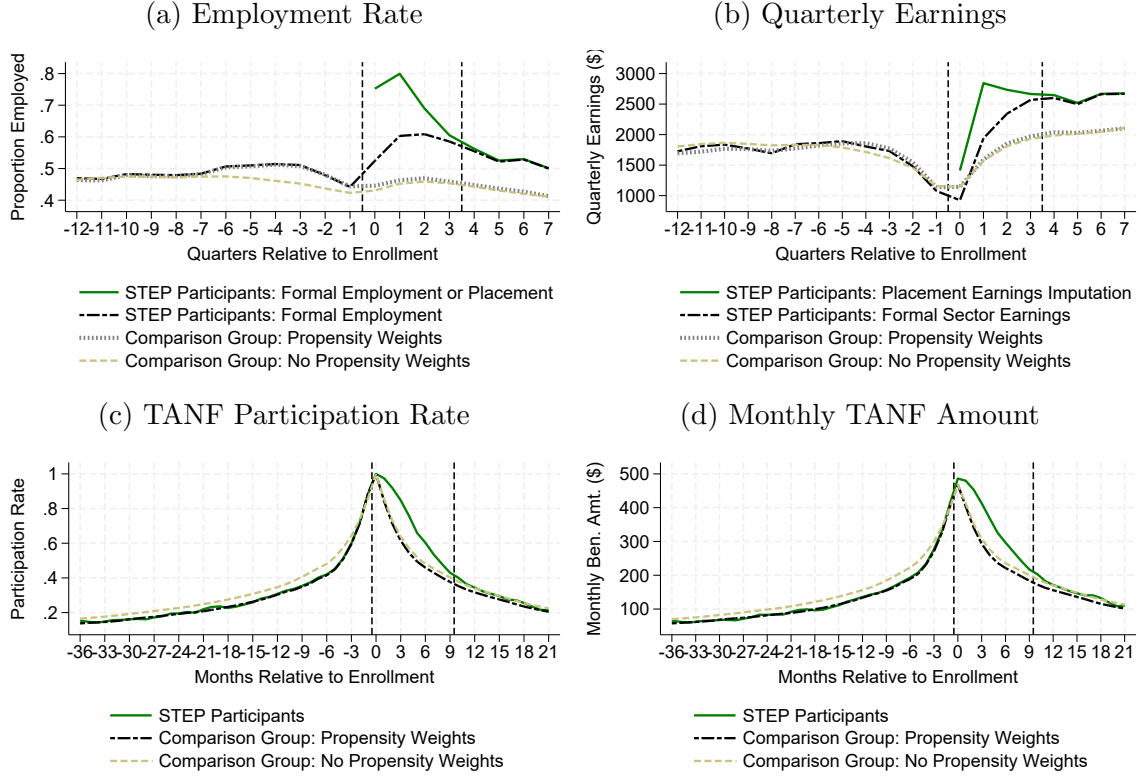 (a) Employment Rate
Proportion Employed
.8
.7
.6
.5
.4
-12 -11 -10 -9 -8 -7 -6 -5 -4 -3 -2 -1 0 1 2 3 4 5 6 7
Quarters Relative to Enrollment
STEP Participants: Formal Employment or Placement
STEP Participants: Formal Employment
Comparison Group: Propensity Weights
Comparison Group: No Propensity Weights
(b) Quarterly Earnings
Quarterly Earnings ($)
3000
2500
2000
1500
1000
-12 -11 -10 -9 -8 -7 -6 -5 -4 -3 -2 -1 0 1 2 3 4 5 6 7
Quarters Relative to Enrollment
STEP Participants: Placement Earnings Imputation
STEP Participants: Formal Sector Earnings
Comparison Group: Propensity Weights
Comparison Group: No Propensity Weights
(c) TANF Participation Rate
Participation Rate
1
.8
.6
.4
.2
-36 -33 -30 -27 -24 -21 -18 -15 -12 -9 -6 -3 0 3 6 9 12 15 18 21
Months Relative to Enrollment
STEP Participants
Comparison Group: Propensity Weights
Comparison Group: No Propensity Weights
(d) Monthly TANF Amount
Monthly Ben. Amt. ($)
500
400
300
200
100
-36 -33 -30 -27 -24 -21 -18 -15 -12 -9 -6 -3 0 3 6 9 12 15 18 21
Months Relative to Enrollment
STEP Participants
Comparison Group: Propensity Weights
Comparison Group: No Propensity Weights